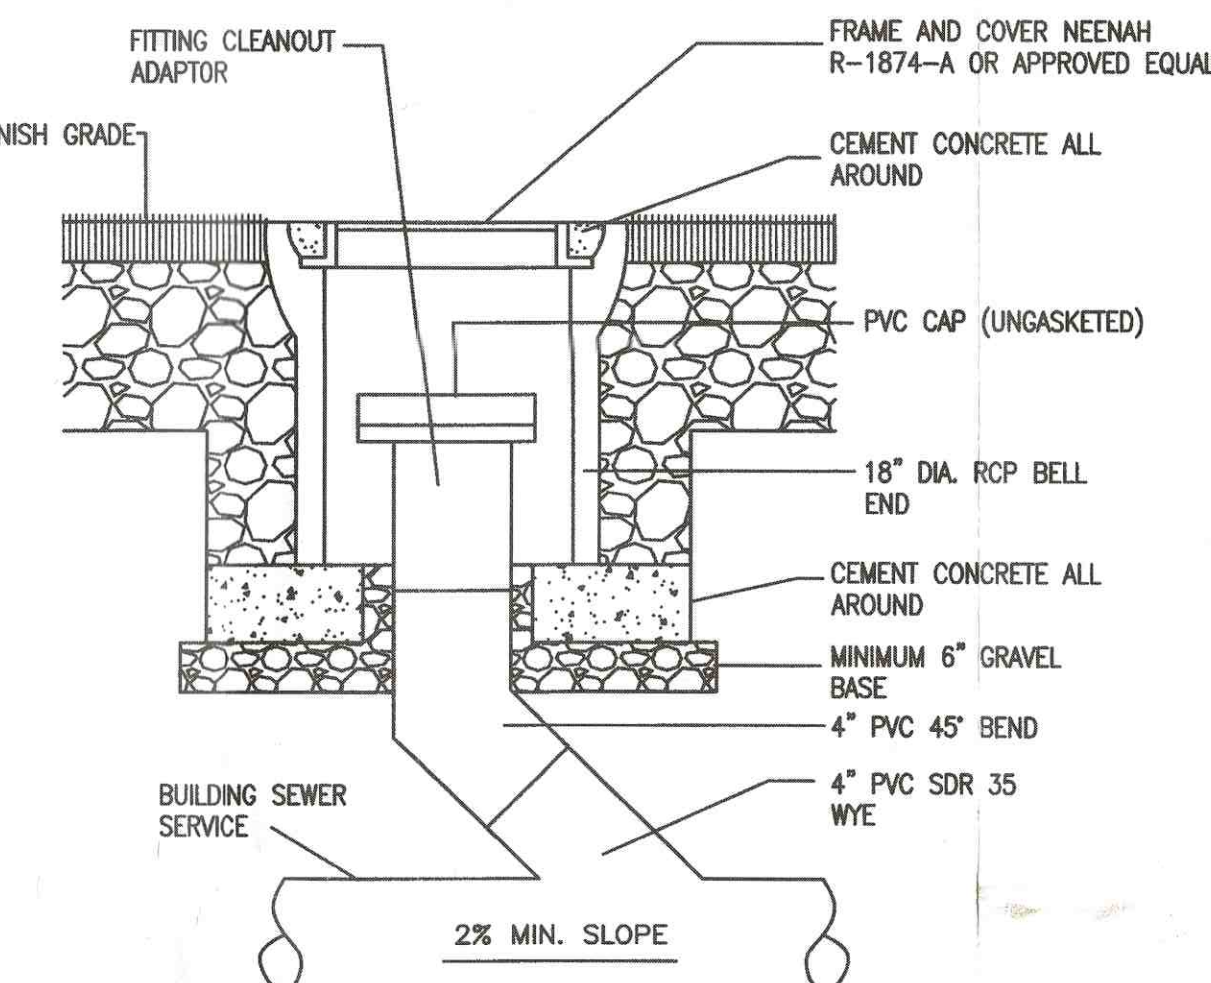 FITTING CLEANOUT
ADAPTOR
FRAME AND COVER NEENAH
R-1874-A OR APPROVED EQUAL
NISH GRADE
CEMENT CONCRETE ALL
AROUND
PVC CAP (UNGASKETED)
18" DIA. RCP BELL
END
CEMENT CONCRETE ALL
AROUND
MINIMUM 6" GRAVEL
BASE
4" PVC 45° BEND
4" PVC SDR 35
WYE
BUILDING SEWER
SERVICE
2% MIN. SLOPE